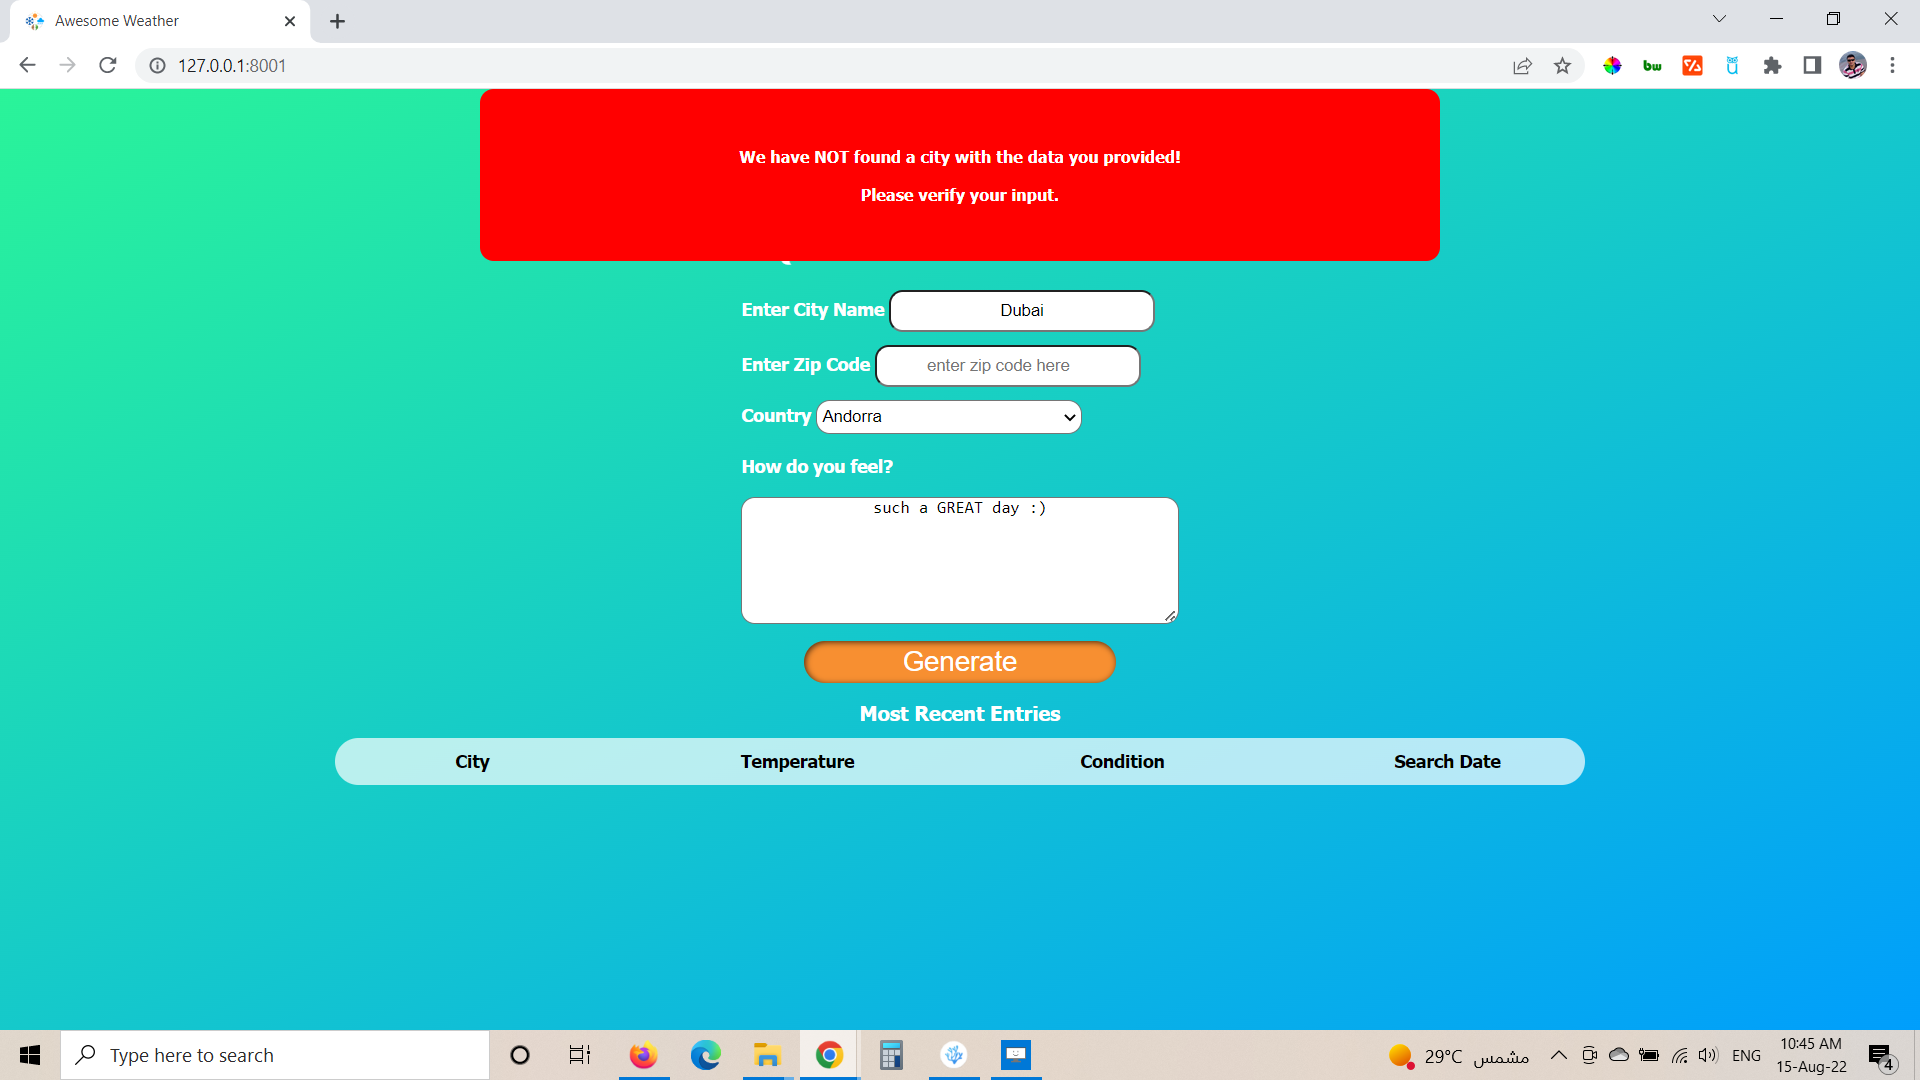 Awesome Weather
127.0.0.1:8001
bw
We have NOT found a city with the data you provided!
Please verify your input.
Enter City Name Dubai
Enter Zip Code enter zip code here
Country Andorra
How do you feel?
such a GREAT day :)
Generate
Most Recent Entries
City Temperature Condition Search Date
Type here to search
29°C مشمس
ENG
10:45 AM
15-Aug-22
4